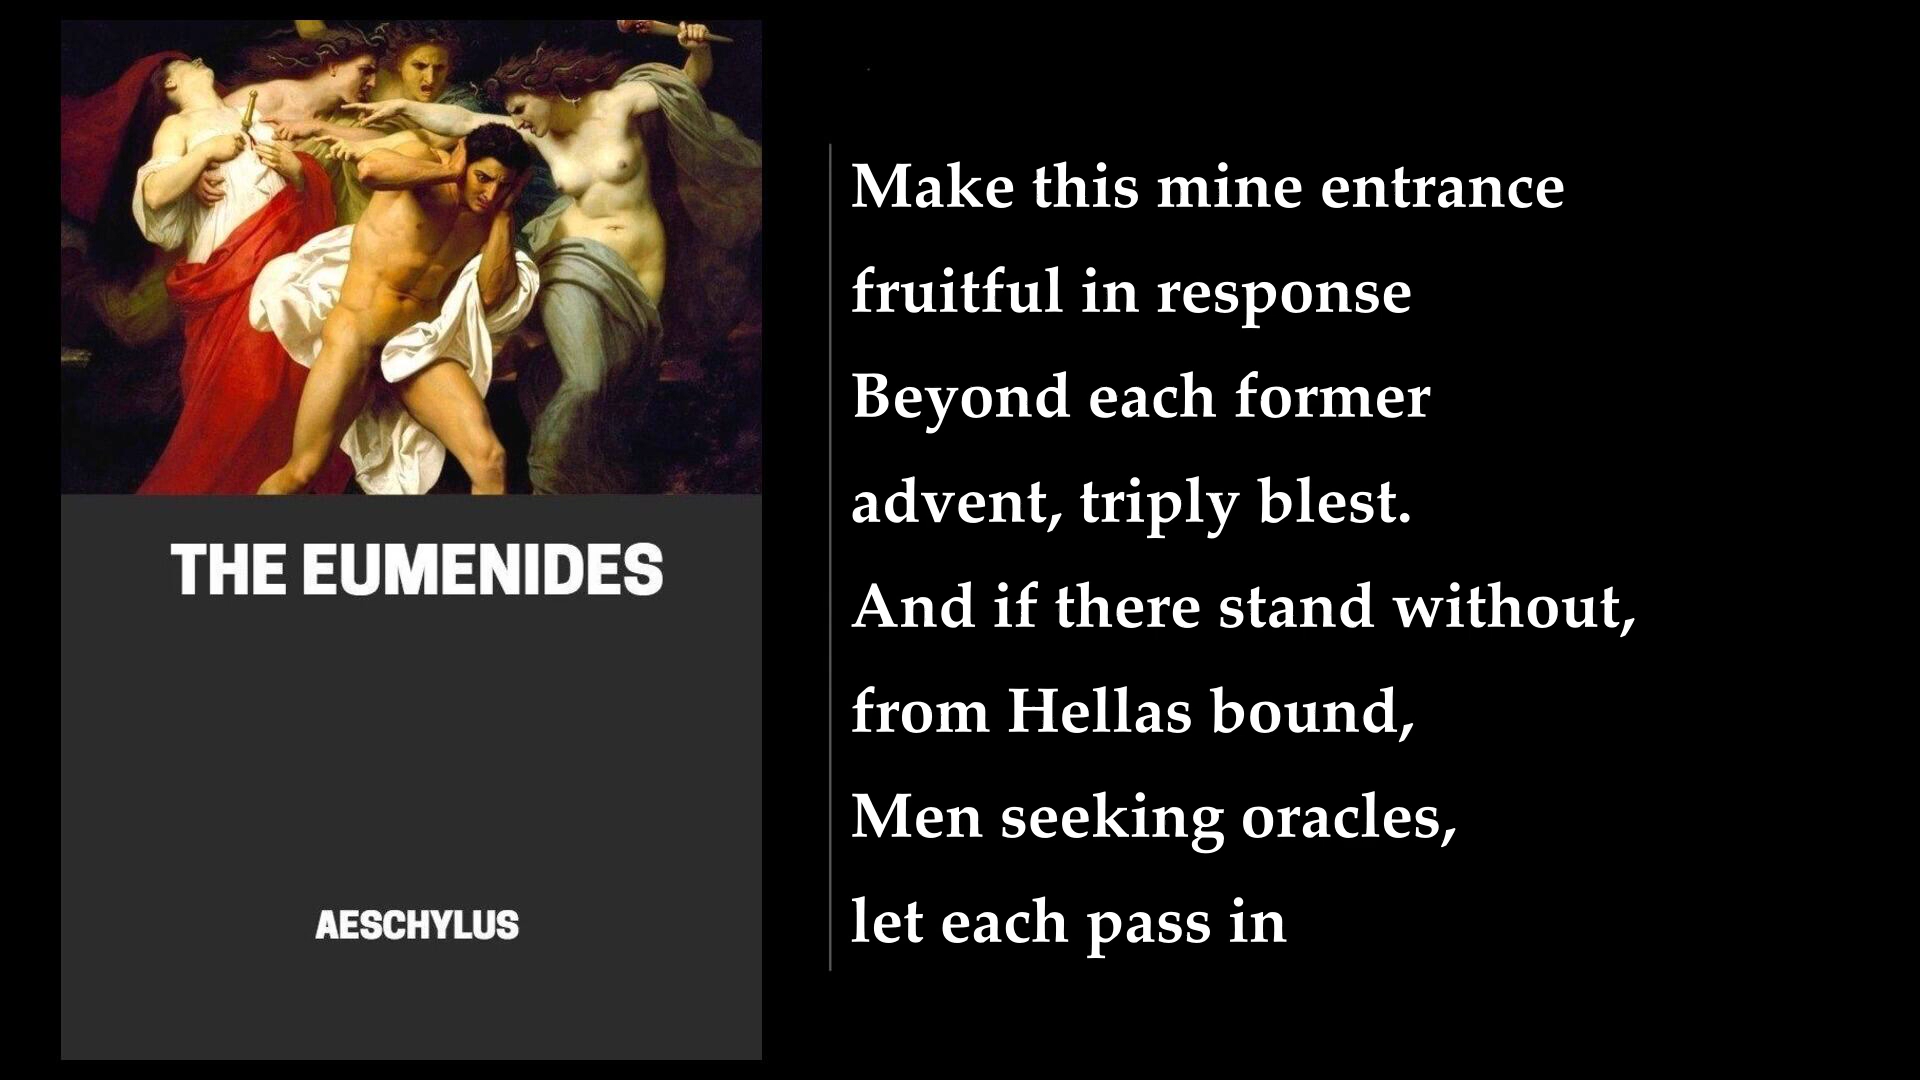 THE EUMENIDES
AESCHYLUS
Make this mine entrance
fruitful in response
Beyond each former
advent, triply blest.
And if there stand without,
from Hellas bound,
Men seeking oracles,
let each pass in